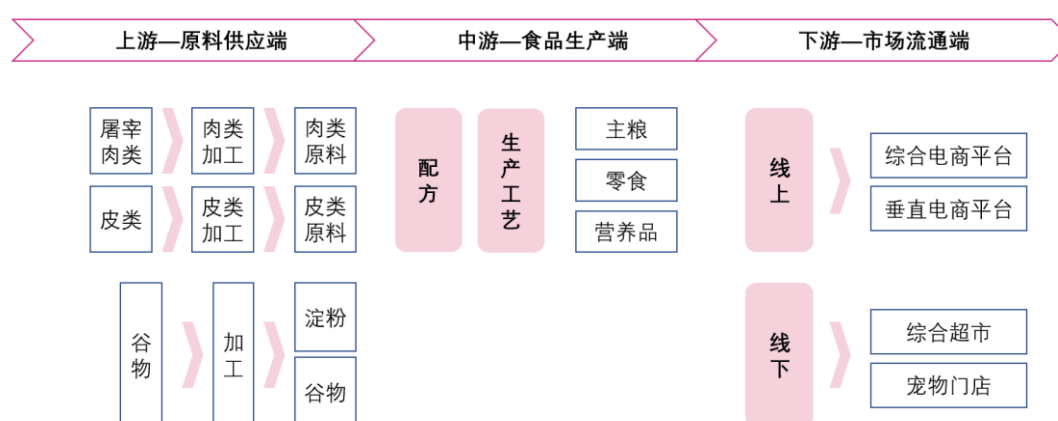 上游—原料供应端
中游—食品生产端
下游—市场流通端
屠宰
肉类
肉类
加工
肉类
原料
皮类
皮类
加工
皮类
原料
谷物
加工
淀粉
谷物
配方
生产工艺
主粮
零食
营养品
线上
综合电商平台
垂直电商平台
线下
综合超市
宠物门店